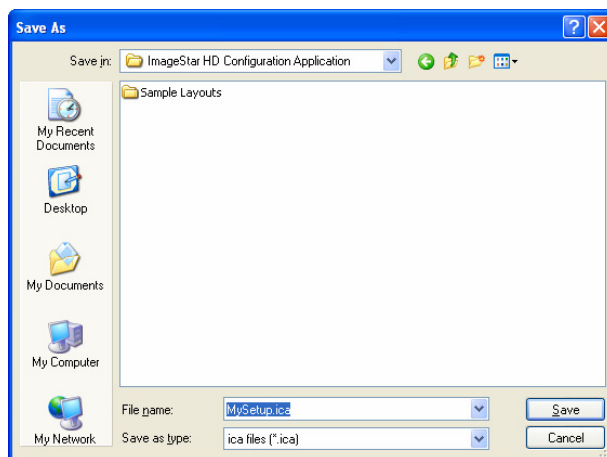 Save As
Save in: ImageStar HD Configuration Application
Sample Layouts
My Recent
Documents
Desktop
My Documents
My Computer
My Network
File name: MySetup.ica
Save
Save as type: ica files (*.ica)
Cancel